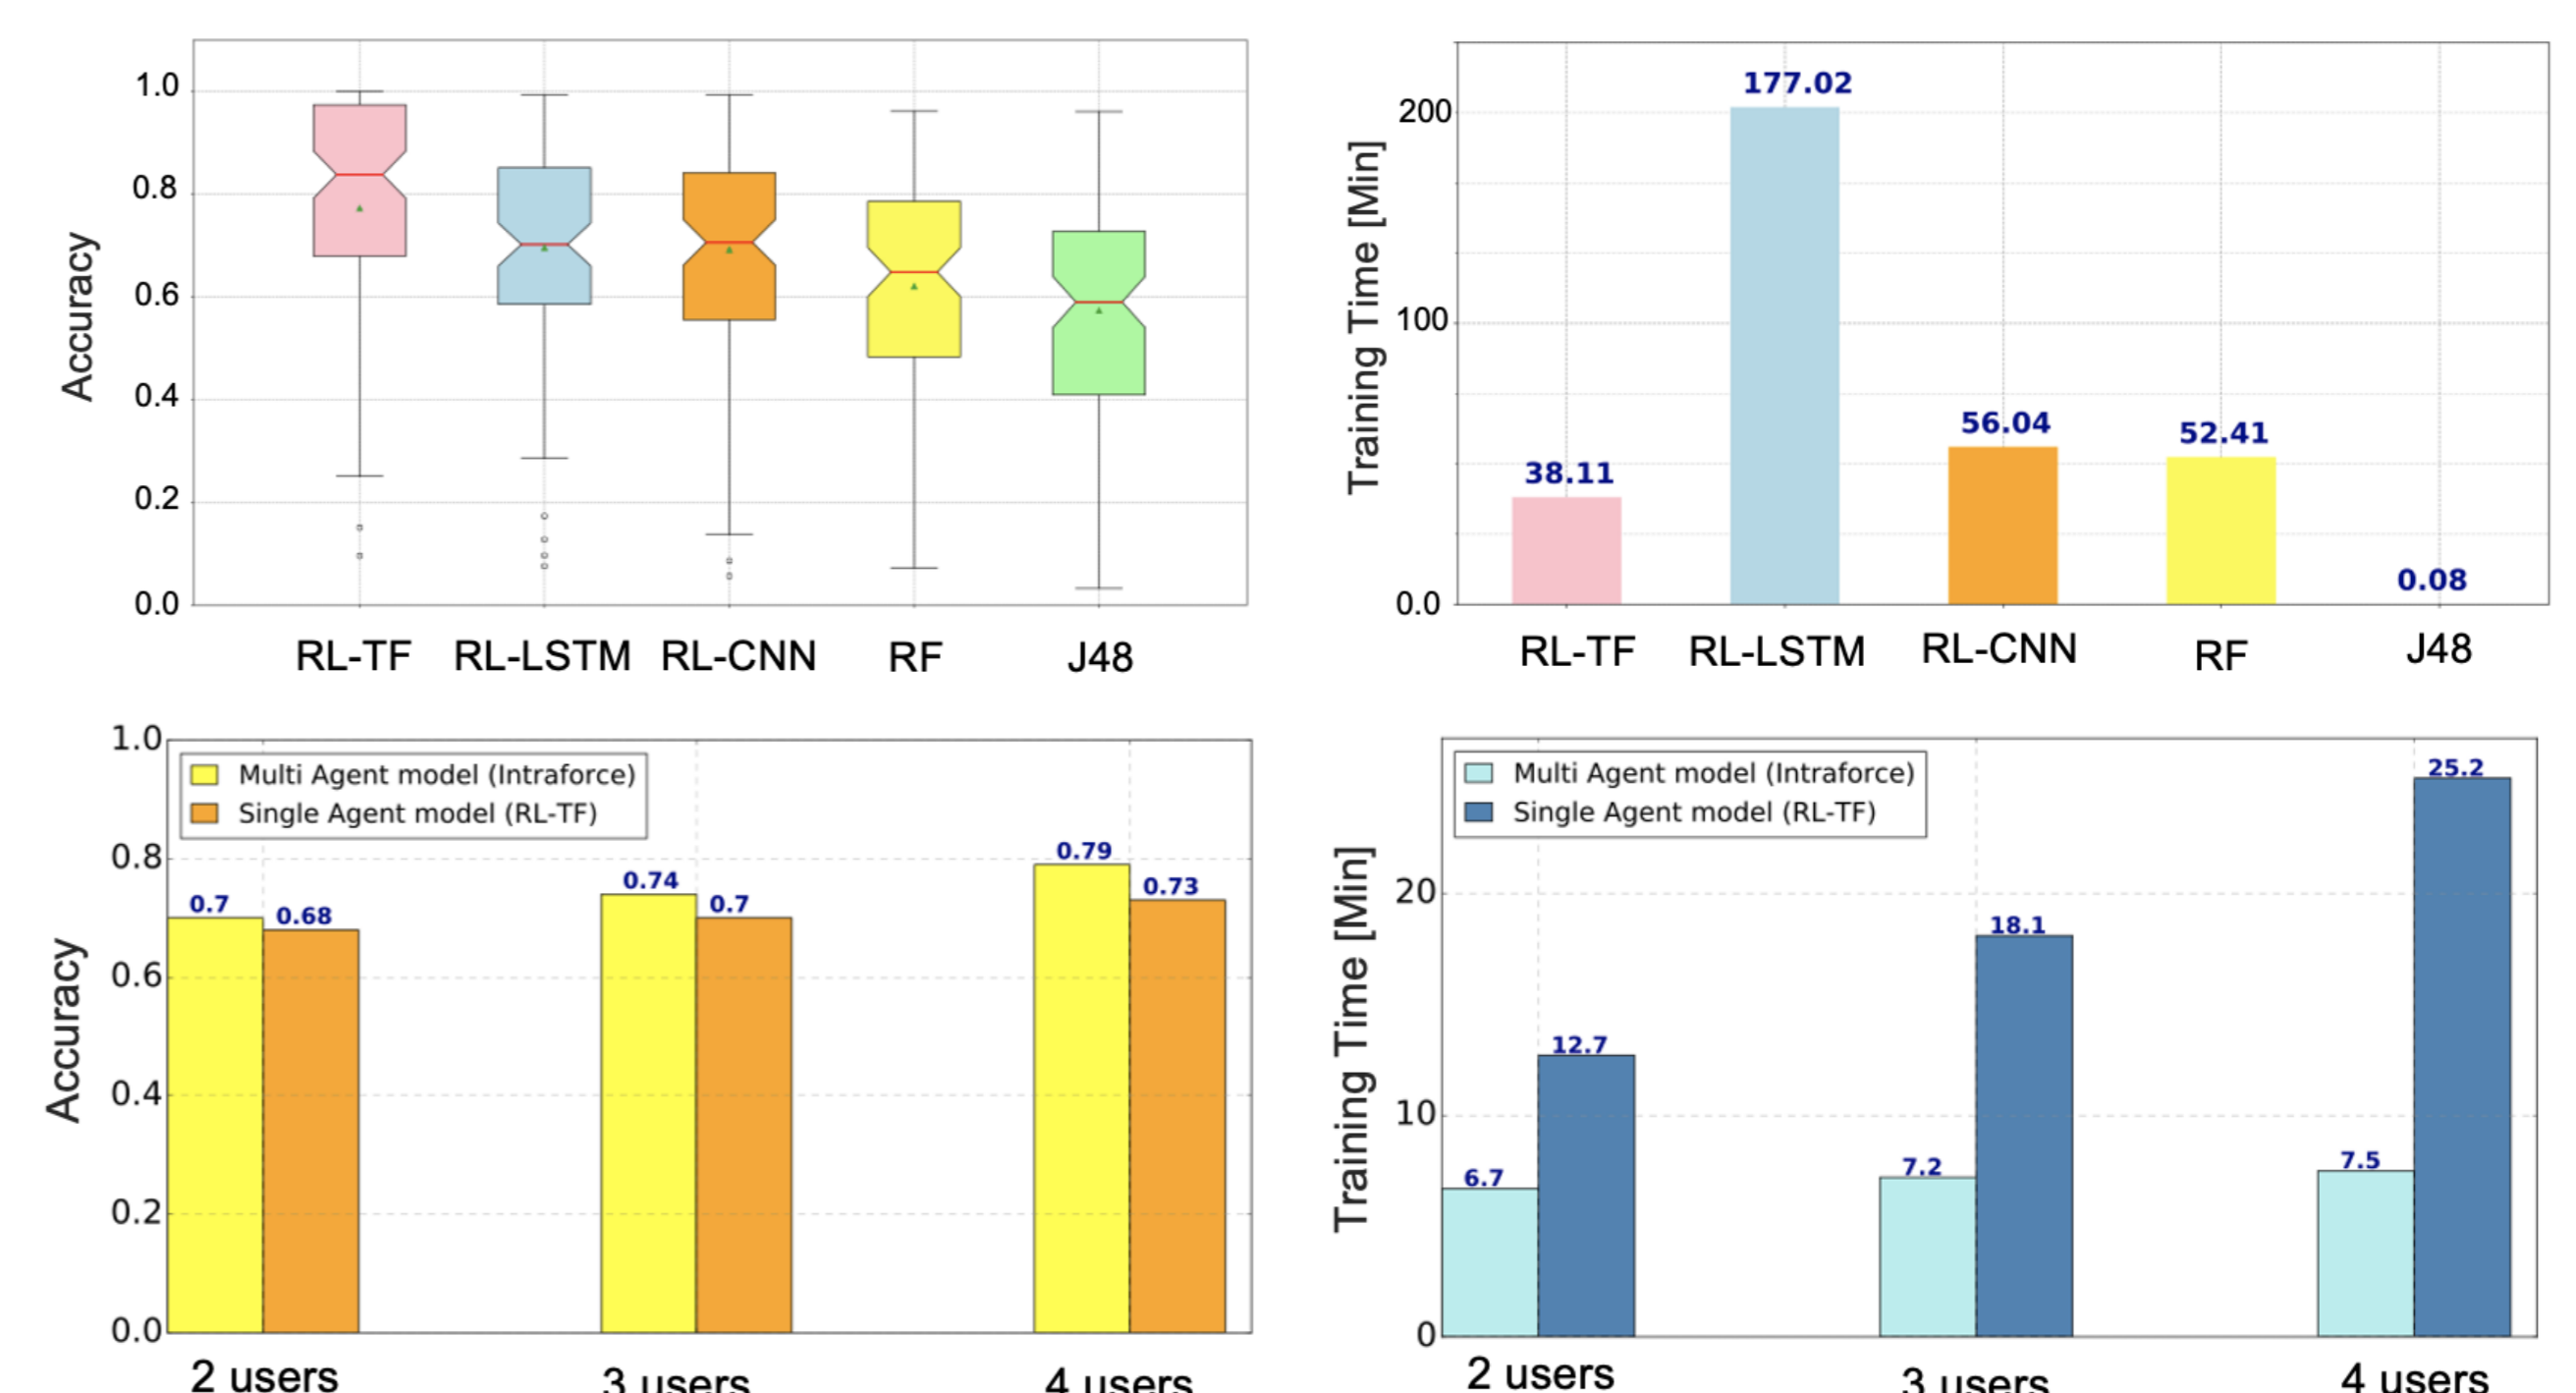 Accuracy
1.0
0.8
0.6
0.4
0.2
0.0
RL-TF RL-LSTM RL-CNN RF J48
Training Time [Min]
200
100
0.0
177.02
56.04
52.41
38.11
0.08
RL-TF RL-LSTM RL-CNN RF J48
Accuracy
1.0
0.8
0.6
0.4
0.2
0.0
Multi Agent model (Intraforce)
Single Agent model (RL-TF)
0.7 0.68 0.74 0.7 0.79 0.73
2 users 3 users 4 users
Training Time [Min]
20
10
0
Multi Agent model (Intraforce)
Single Agent model (RL-TF)
6.7 12.7 7.2 18.1 7.5 25.2
2 users 3 users 4 users